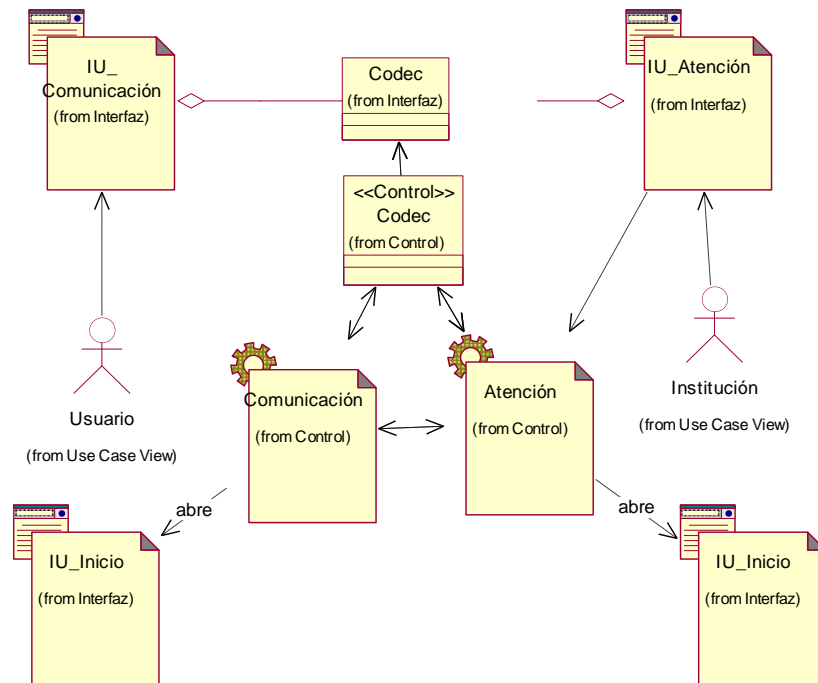 IU_
Comunicación
(from Interfaz)
Codec
(from Interfaz)
IU_Atención
(from Interfaz)
<<Control>>
Codec
(from Control)
Usuario
(from Use Case View)
Comunicación
(from Control)
Atención
(from Control)
Institución
(from Use Case View)
abre
abre
IU_Inicio
(from Interfaz)
IU_Inicio
(from Interfaz)